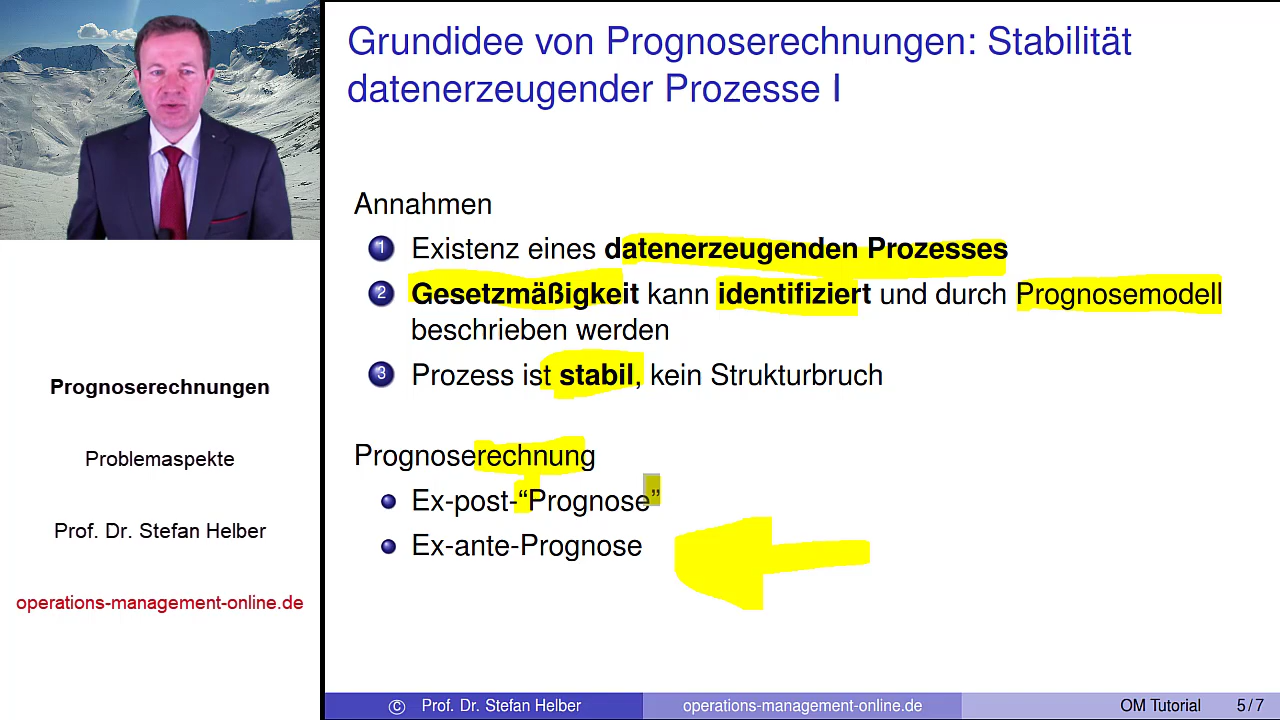 Grundidee von Prognoserechnungen: Stabilität
datenerzeugender Prozesse I
Annahmen
1 Existenz eines datenerzeugenden Prozesses
2 Gesetzmäßigkeit kann identifiziert und durch Prognosemodell
beschrieben werden
3 Prozess ist stabil, kein Strukturbruch
Prognoserechnung
Ex-post-“Prognose”
Ex-ante-Prognose
Prognoserechnungen
Problemaspekte
Prof. Dr. Stefan Helber
operations-management-online.de
© Prof. Dr. Stefan Helber operations-management-online.de OM Tutorial 5/7